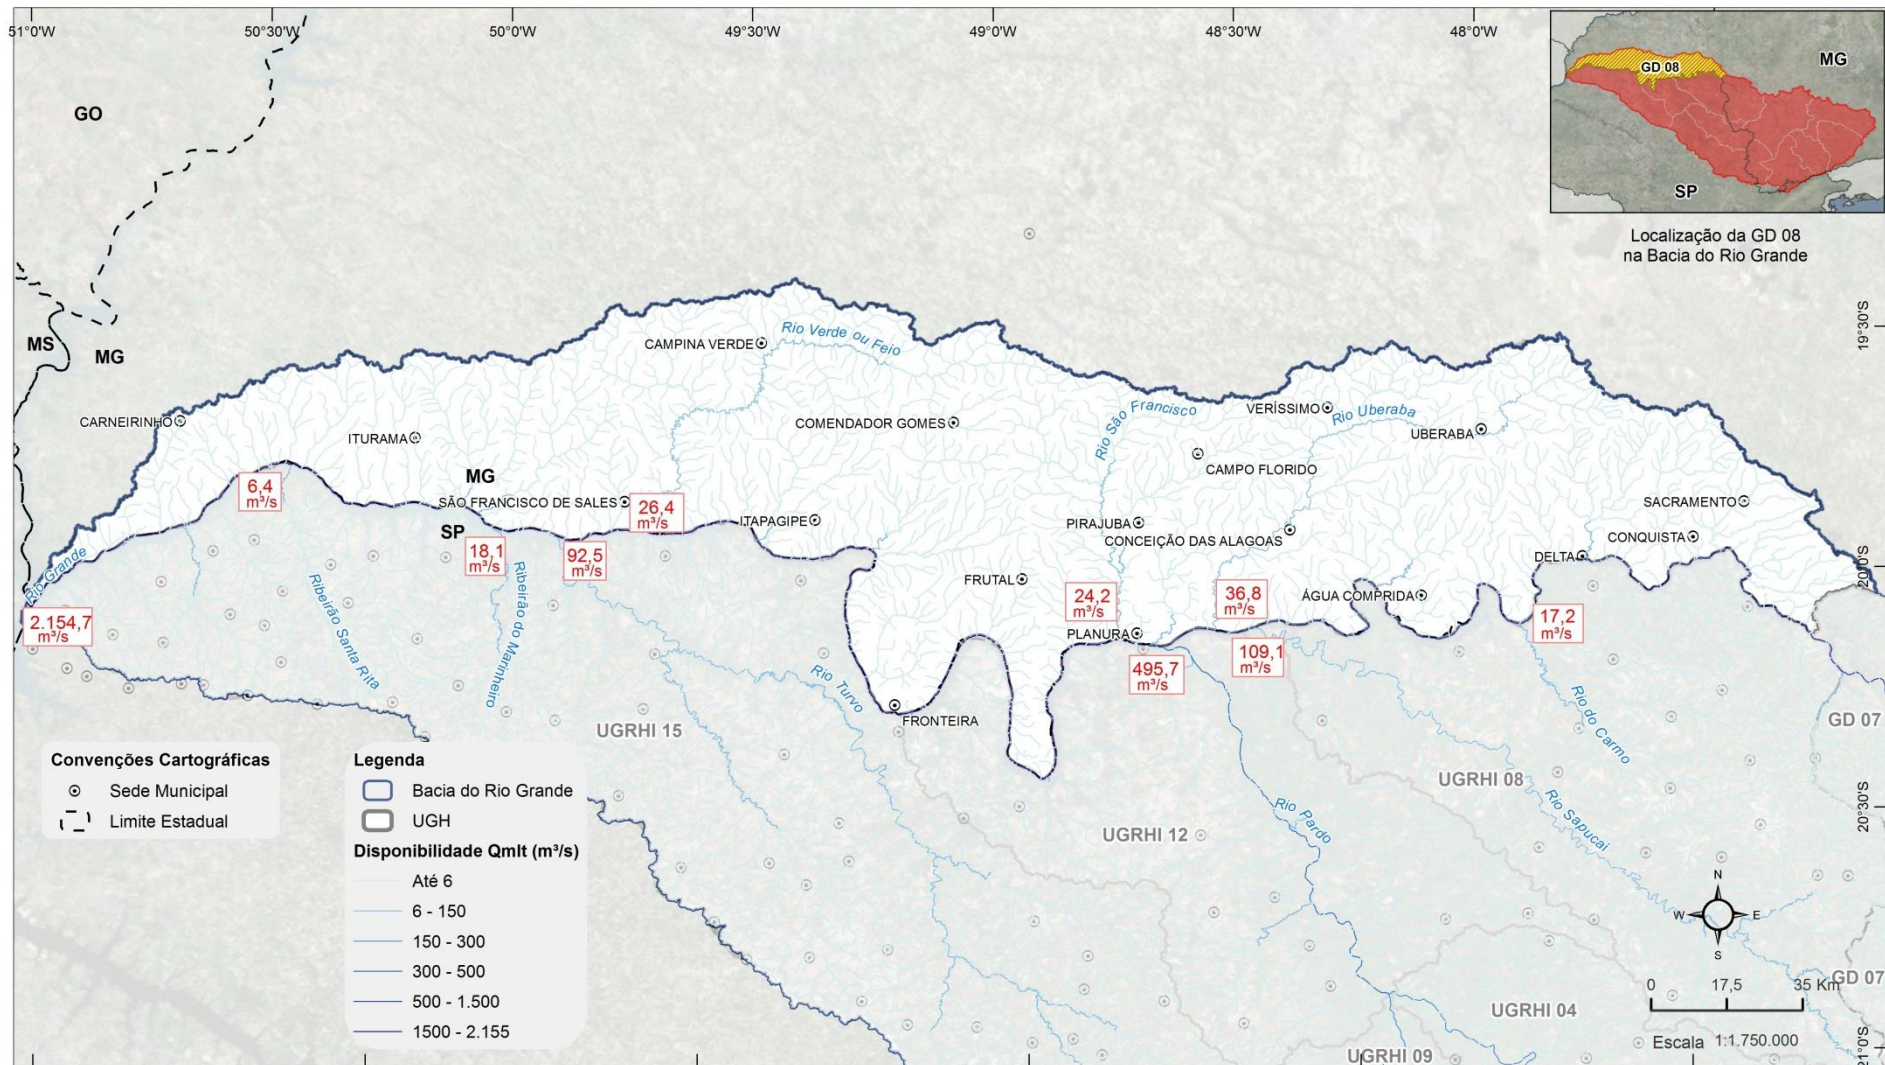 51°0'W
50°30'W
50°0'W
49°30'W
49°0'W
48°30'W
48°0'W
GO
MS
MG
MG
GD 08
SP
Localização da GD 08
na Bacia do Rio Grande
19°30'S
20°0'S
20°30'S
21°0'S
CAMPINA VERDE
Rio Verde ou Feio
CARNEIRINHO
ITURAMA
COMENDADOR GOMES
Rio São Francisco
VERÍSSIMO
Rio Uberaba
UBERABA
CAMPO FLORIDO
MG
SP
SÃO FRANCISCO DE SALES
ITAPAGIPE
PIRAJUBA
CONCEIÇÃO DAS ALAGOAS
SACRAMENTO
CONQUISTA
DELTA
FRUTAL
ÁGUA COMPRIDA
PLANURA
FRONTEIRA
6,4
m³/s
26,4
m³/s
18,1
m³/s
92,5
m³/s
2.154,7
m³/s
24,2
m³/s
36,8
m³/s
17,2
m³/s
495,7
m³/s
109,1
m³/s
Rio Grande
Ribeirão Santa Rita
Ribeirão do Marinheiro
Rio Turvo
Rio Pardo
Rio do Carmo
Rio Sapucai
UGRHI 15
UGRHI 12
UGRHI 08
UGRHI 04
UGRHI 09
GD 07
GD 07
Convenções Cartográficas
Sede Municipal
Limite Estadual
Legenda
Bacia do Rio Grande
UGH
Disponibilidade Qmlt (m³/s)
Até 6
6 - 150
150 - 300
300 - 500
500 - 1.500
1500 - 2.155
N
W
E
S
0 17,5 35 Km
Escala 1:1.750.000